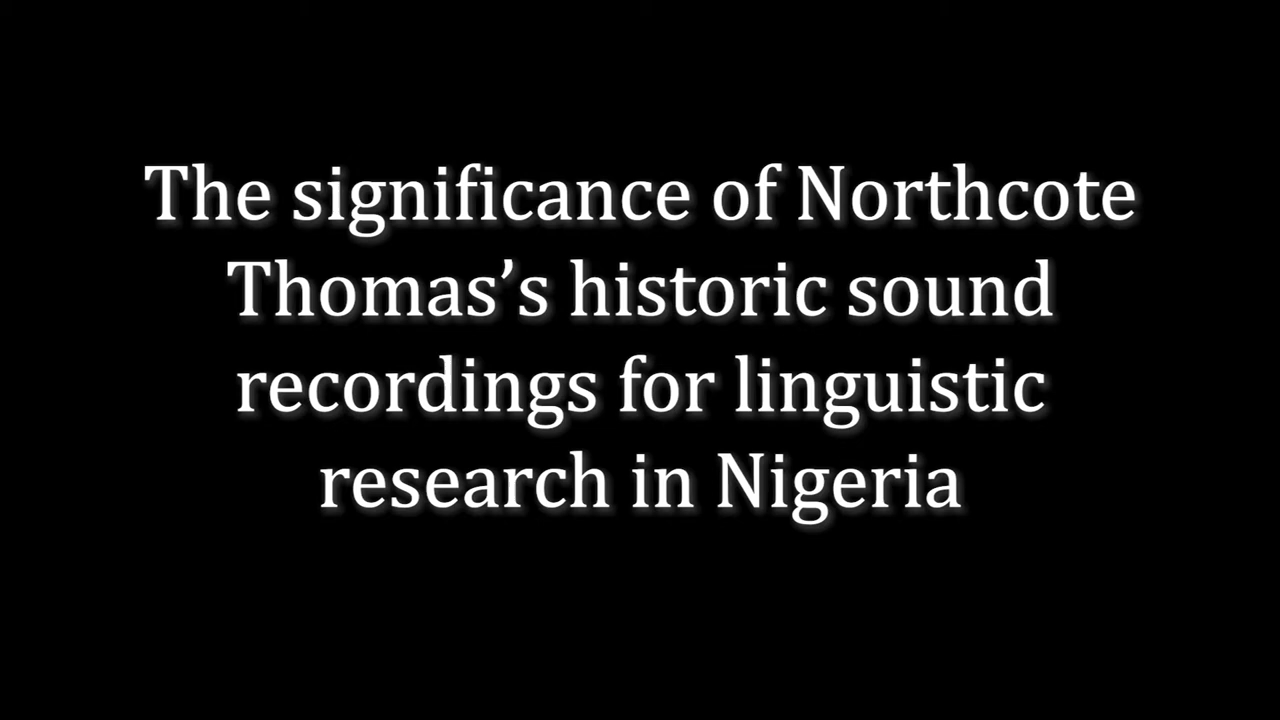 The significance of Northcote
Thomas’s historic sound
recordings for linguistic
research in Nigeria